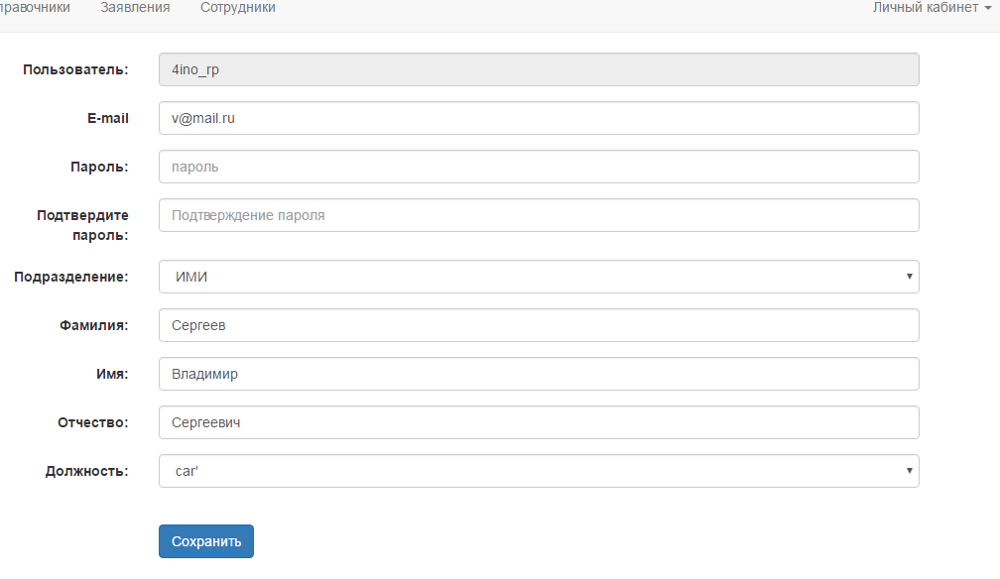 правочники Заявления Сотрудники Личный кабинет
Пользователь: 4ino_rp
E-mail v@mail.ru
Пароль: пароль
Подтвердите
пароль: Подтверждение пароля
Подразделение: ИМИ
Фамилия: Сергеев
Имя: Владимир
Отчество: Сергеевич
Должность: car'
Сохранить